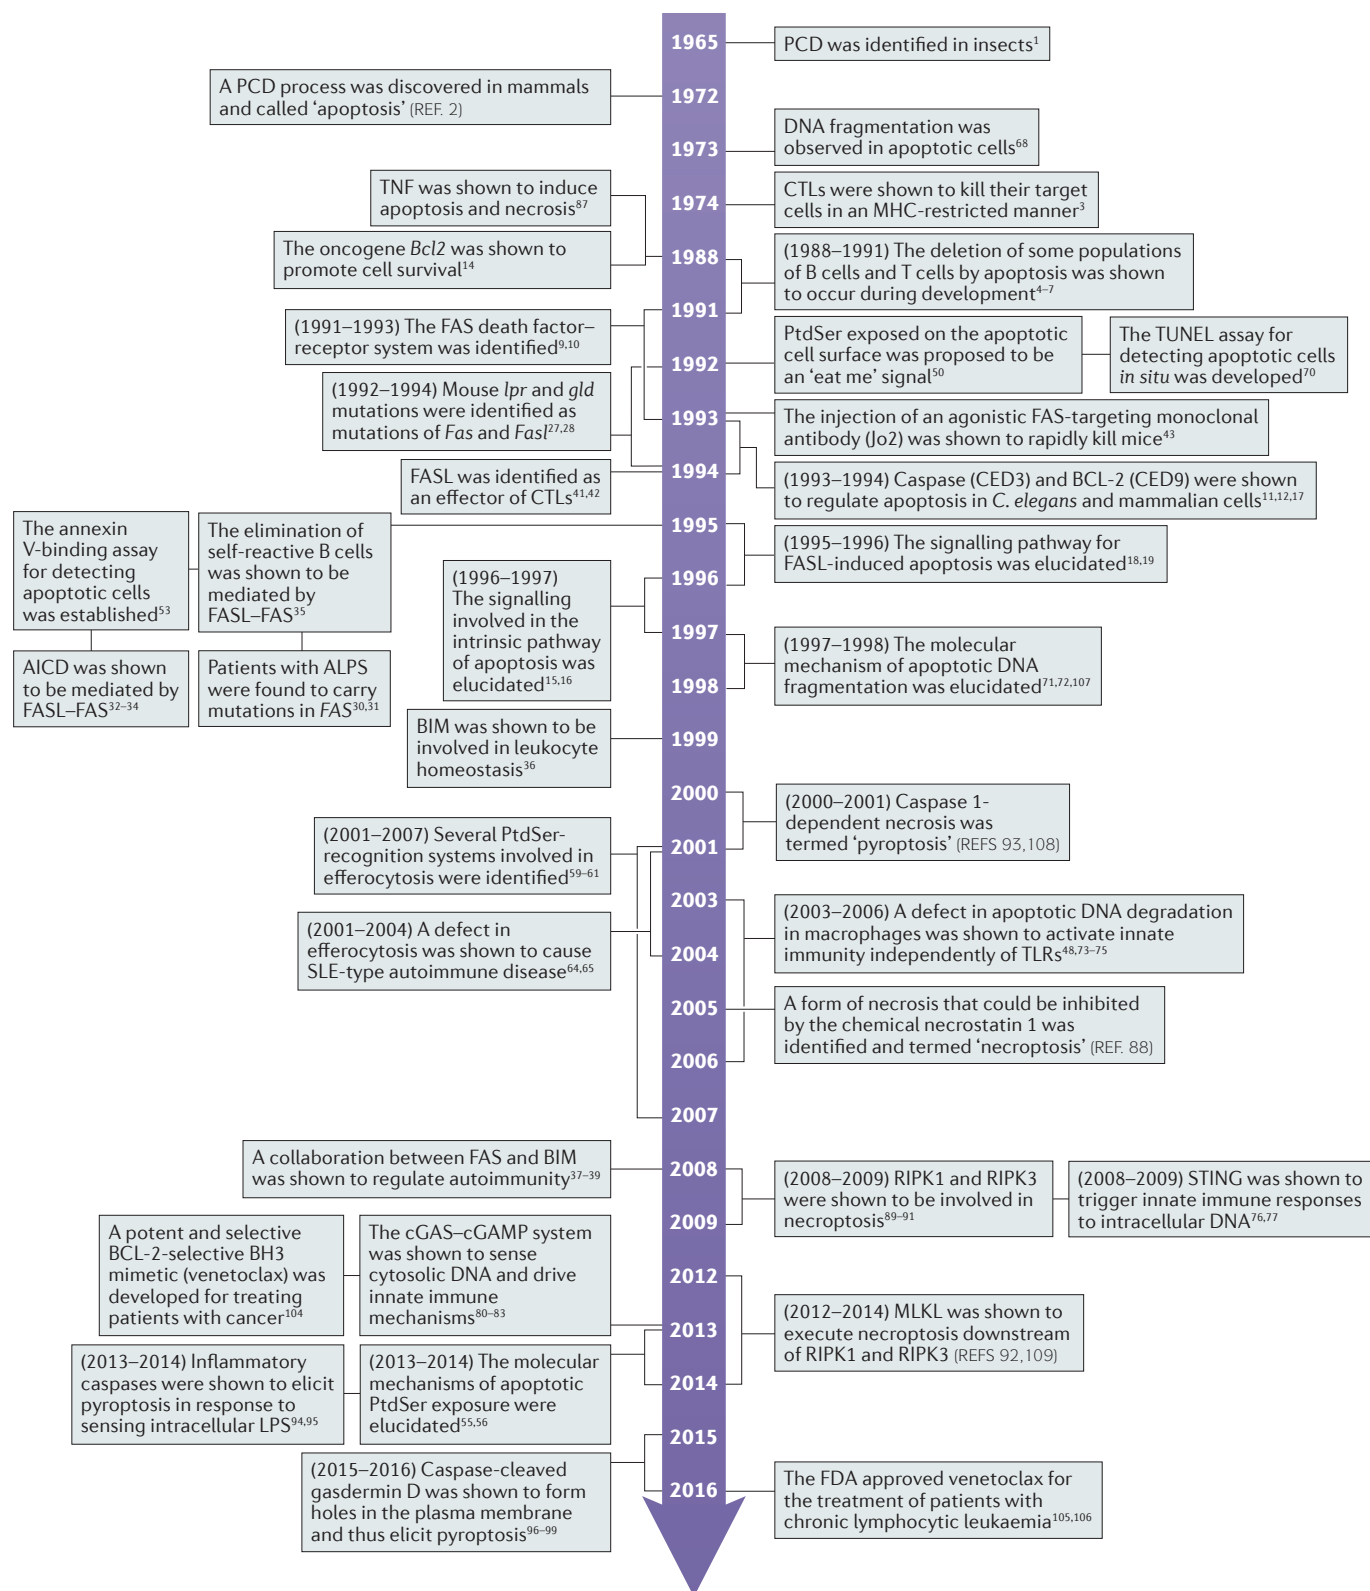 1965
PCD was identified in insects1
A PCD process was discovered in mammals
and called ‘apoptosis’ (REF. 2)
1972
1973
DNA fragmentation was
observed in apoptotic cells68
TNF was shown to induce
apoptosis and necrosis87
1974
CTLs were shown to kill their target
cells in an MHC-restricted manner3
The oncogene Bcl2 was shown to
promote cell survival14
1988
(1988–1991) The deletion of some populations
of B cells and T cells by apoptosis was shown
to occur during development4–7
1991
(1991–1993) The FAS death factor–
receptor system was identified9,10
1992
PtdSer exposed on the apoptotic
cell surface was proposed to be
an ‘eat me’ signal50
The TUNEL assay for
detecting apoptotic cells
in situ was developed70
(1992–1994) Mouse lpr and gld
mutations were identified as
mutations of Fas and Fasl27,28
1993
The injection of an agonistic FAS-targeting monoclonal
antibody (Jo2) was shown to rapidly kill mice43
FASL was identified as
an effector of CTLs41,42
1994
(1993–1994) Caspase (CED3) and BCL-2 (CED9) were shown
to regulate apoptosis in C. elegans and mammalian cells11,12,17
The annexin
V-binding assay
for detecting
apoptotic cells
was established53
The elimination of
self-reactive B cells
was shown to be
mediated by
FASL–FAS35
1995
(1995–1996) The signalling pathway for
FASL-induced apoptosis was elucidated18,19
1996
(1996–1997)
The signalling
involved in the
intrinsic pathway
of apoptosis was
elucidated15,16
1997
AICD was shown
to be mediated by
FASL–FAS32–34
Patients with ALPS
were found to carry
mutations in FAS30,31
(1997–1998) The molecular
mechanism of apoptotic DNA
fragmentation was elucidated71,72,107
1998
BIM was shown to be
involved in leukocyte
homeostasis36
1999
2000
(2000–2001) Caspase 1-
dependent necrosis was
termed ‘pyroptosis’ (REFS 93,108)
(2001–2007) Several PtdSer-
recognition systems involved in
efferocytosis were identified59–61
2001
2003
(2003–2006) A defect in apoptotic DNA degradation
in macrophages was shown to activate innate
immunity independently of TLRs48,73–75
(2001–2004) A defect in
efferocytosis was shown to cause
SLE-type autoimmune disease64,65
2004
2005
A form of necrosis that could be inhibited
by the chemical necrostatin 1 was
identified and termed ‘necroptosis’ (REF. 88)
2006
2007
A collaboration between FAS and BIM
was shown to regulate autoimmunity37–39
2008
(2008–2009) RIPK1 and RIPK3
were shown to be involved in
necroptosis89–91
(2008–2009) STING was shown to
trigger innate immune responses
to intracellular DNA76,77
2009
A potent and selective
BCL-2-selective BH3
mimetic (venetoclax) was
developed for treating
patients with cancer104
The cGAS–cGAMP system
was shown to sense
cytosolic DNA and drive
innate immune
mechanisms80–83
2012
2013
(2012–2014) MLKL was shown to
execute necroptosis downstream
of RIPK1 and RIPK3 (REFS 92,109)
(2013–2014) Inflammatory
caspases were shown to elicit
pyroptosis in response to
sensing intracellular LPS94,95
(2013–2014) The molecular
mechanisms of apoptotic
PtdSer exposure were
elucidated55,56
2014
2015
(2015–2016) Caspase-cleaved
gasdermin D was shown to form
holes in the plasma membrane
and thus elicit pyroptosis96–99
2016
The FDA approved venetoclax for
the treatment of patients with
chronic lymphocytic leukaemia105,106